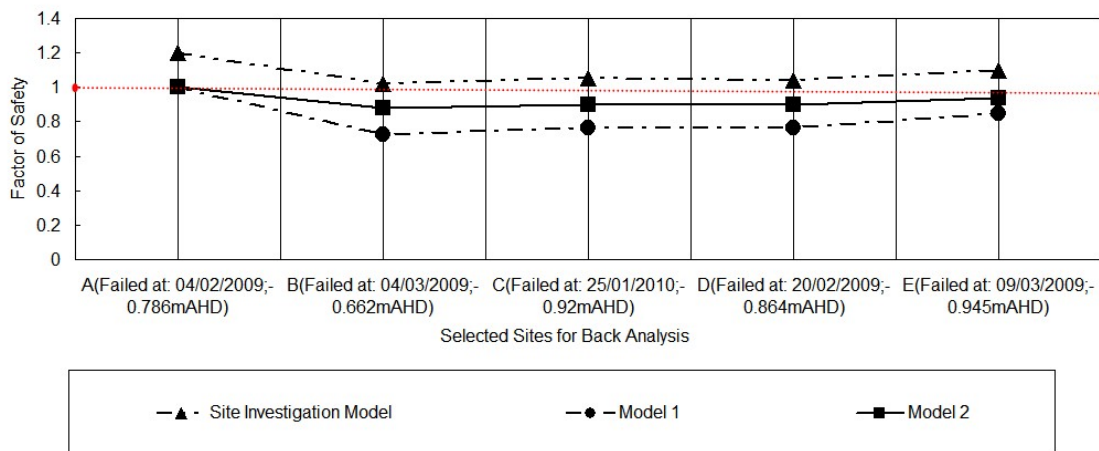 1.4
1.2
1
0.8
0.6
0.4
0.2
0
Factor of Safety
A(Failed at: 04/02/2009;-
0.786mAHD)
B(Failed at: 04/03/2009;-
0.662mAHD)
C(Failed at: 25/01/2010;-
0.92mAHD)
D(Failed at: 20/02/2009;-
0.864mAHD)
E(Failed at: 09/03/2009;-
0.945mAHD)
Selected Sites for Back Analysis
Site Investigation Model
Model 1
Model 2